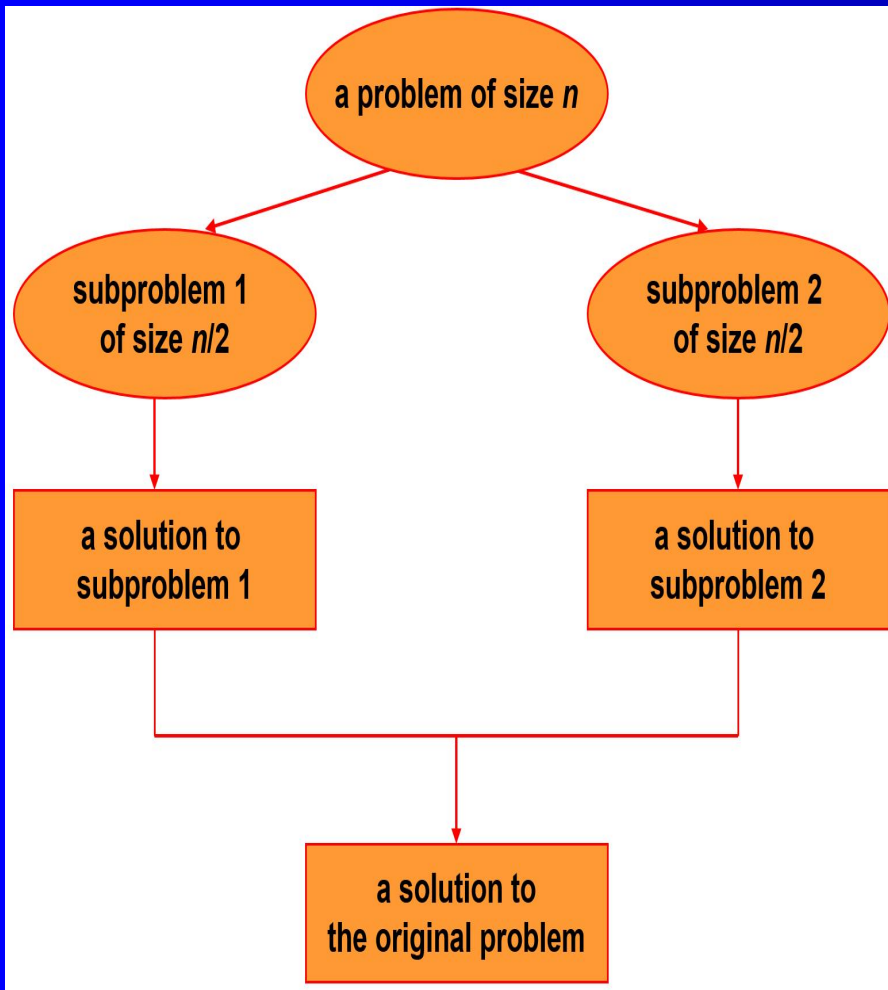 a problem of size n
subproblem 1
of size n/2
subproblem 2
of size n/2
a solution to
subproblem 1
a solution to
subproblem 2
a solution to
the original problem